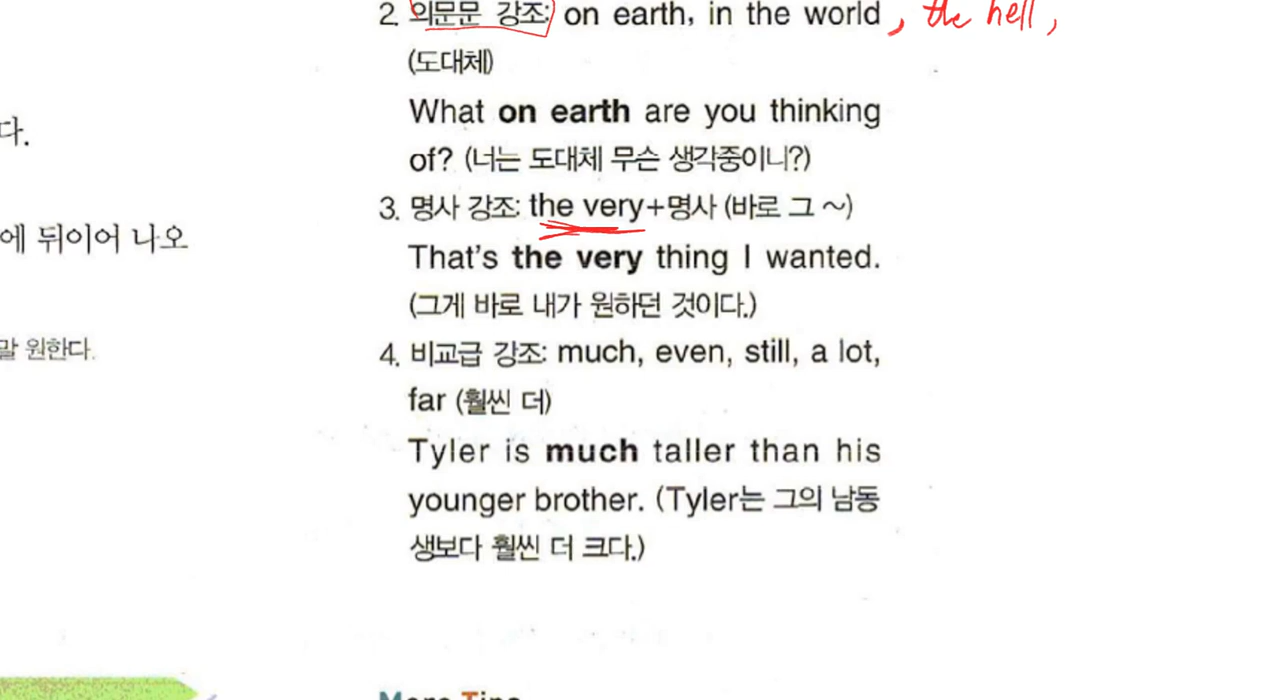 2. 의문문 강조: on earth, in the world, the hell,
(도대체)
What on earth are you thinking
of? (너는 도대체 무슨 생각중이니?)
3. 명사 강조: the very+명사 (바로 그 ~)
That's the very thing I wanted.
(그게 바로 내가 원하던 것이다.)
4. 비교급 강조: much, even, still, a lot,
far (훨씬 더)
Tyler is much taller than his
younger brother. (Tyler는 그의 남동
생보다 훨씬 더 크다.)
다.
에 뒤이어 나오
말 원한다.
More Tips